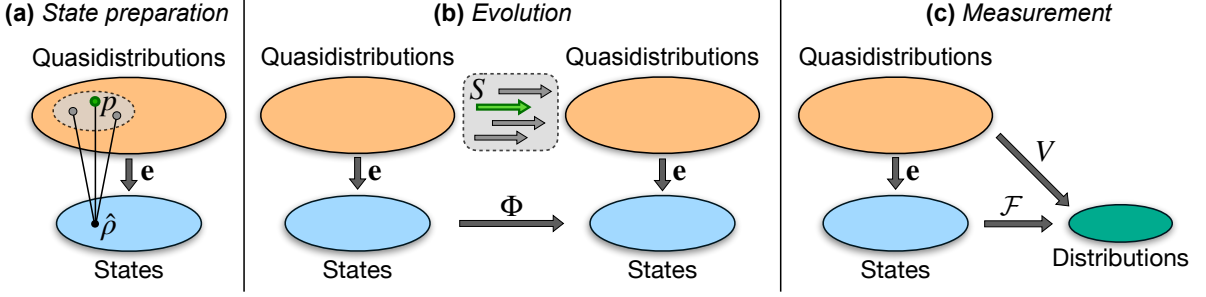 (a) State preparation
Quasidistributions
p
e
ρ̂
States
(b) Evolution
Quasidistributions
S
Quasidistributions
e
e
Φ
States
States
(c) Measurement
Quasidistributions
V
e
ℱ
States
Distributions